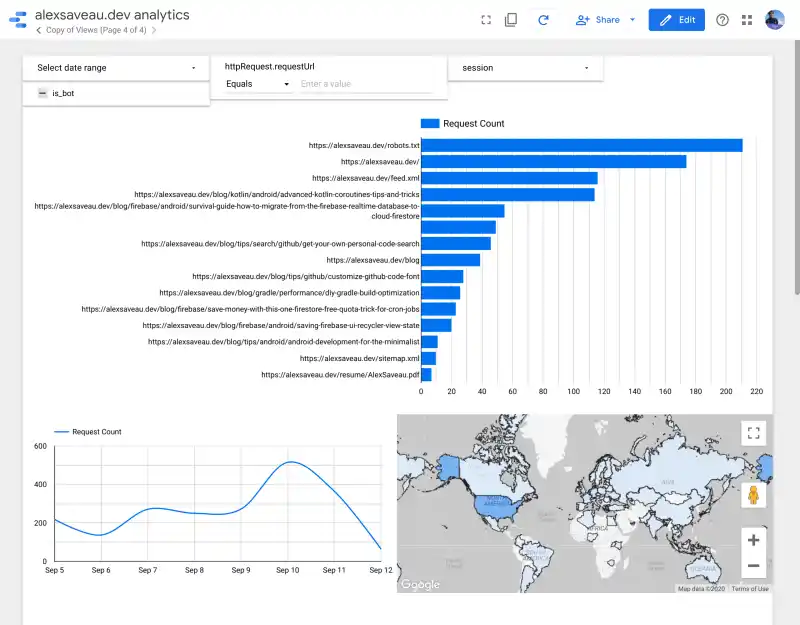 alexsaveau.dev analytics
Copy of Views (Page 4 of 4)
Share
Edit
Select date range
httpRequest.requestUrl
session
Equals
Enter a value
is_bot
Request Count
https://alexsaveau.dev/robots.txt
https://alexsaveau.dev/
https://alexsaveau.dev/feed.xml
https://alexsaveau.dev/blog/kotlin/android/advanced-kotlin-coroutines-tips-and-tricks
https://alexsaveau.dev/blog/firebase/android/survival-guide-how-to-migrate-from-the-firebase-realtime-database-to-
cloud-firestore
https://alexsaveau.dev/blog/tips/search/github/get-your-own-personal-code-search
https://alexsaveau.dev/blog
https://alexsaveau.dev/blog/tips/github/customize-github-code-font
https://alexsaveau.dev/blog/gradle/performance/diy-gradle-build-optimization
https://alexsaveau.dev/blog/firebase/save-money-with-this-one-firestore-free-quota-trick-for-cron-jobs
https://alexsaveau.dev/blog/firebase/android/saving-firebase-ui-recycler-view-state
https://alexsaveau.dev/blog/tips/android/android-development-for-the-minimalist
https://alexsaveau.dev/sitemap.xml
https://alexsaveau.dev/resume/AlexSaveau.pdf
0 20 40 60 80 100 120 140 160 180 200 220
Request Count
600
400
200
0
Sep 5 Sep 6 Sep 7 Sep 8 Sep 9 Sep 10 Sep 11 Sep 12
NORTH
AMERICA
ASIA
AFRICA
SOUTH
AMERICA
OCEANIA
Google
Map data ©2020 Terms of Use